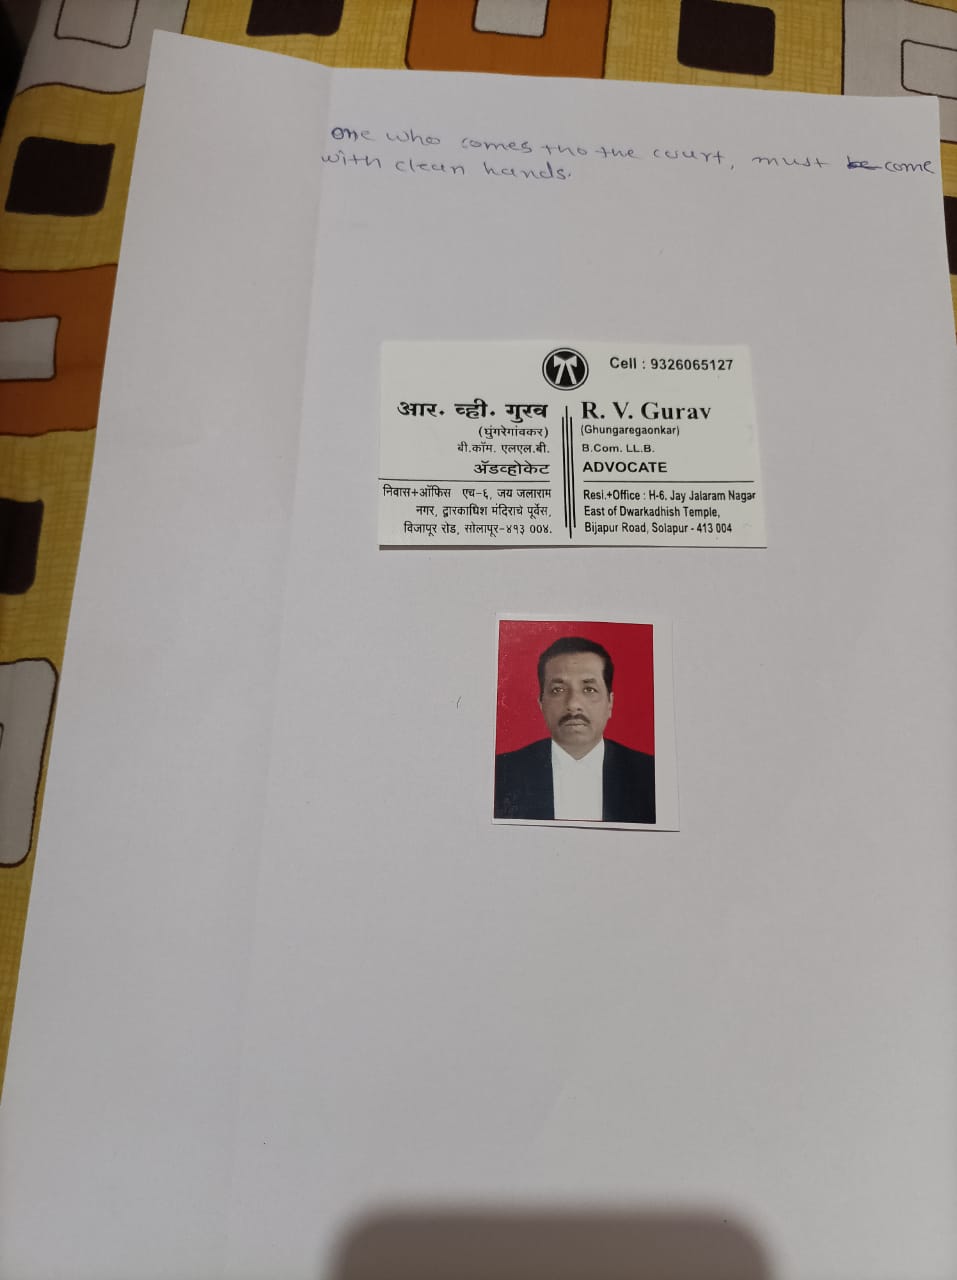 one who comes tho the court, must be come
with clean hands.
Cell : 9326065127
आर. व्ही. गुरव
(घुंगरेगांवकर)
बी.कॉम. एलएल.बी.
ॲडव्होकेट
निवास+ऑफिस एच-६, जय जलाराम
नगर, द्वारकाधिश मंदिराचे पूर्वेस,
विजापूर रोड, सोलापूर-४१३ ००४.
R. V. Gurav
(Ghungaregaonkar)
B.Com. LL.B.
ADVOCATE
Resi.+Office : H-6, Jay Jalaram Nagar
East of Dwarkadhish Temple,
Bijapur Road, Solapur - 413 004